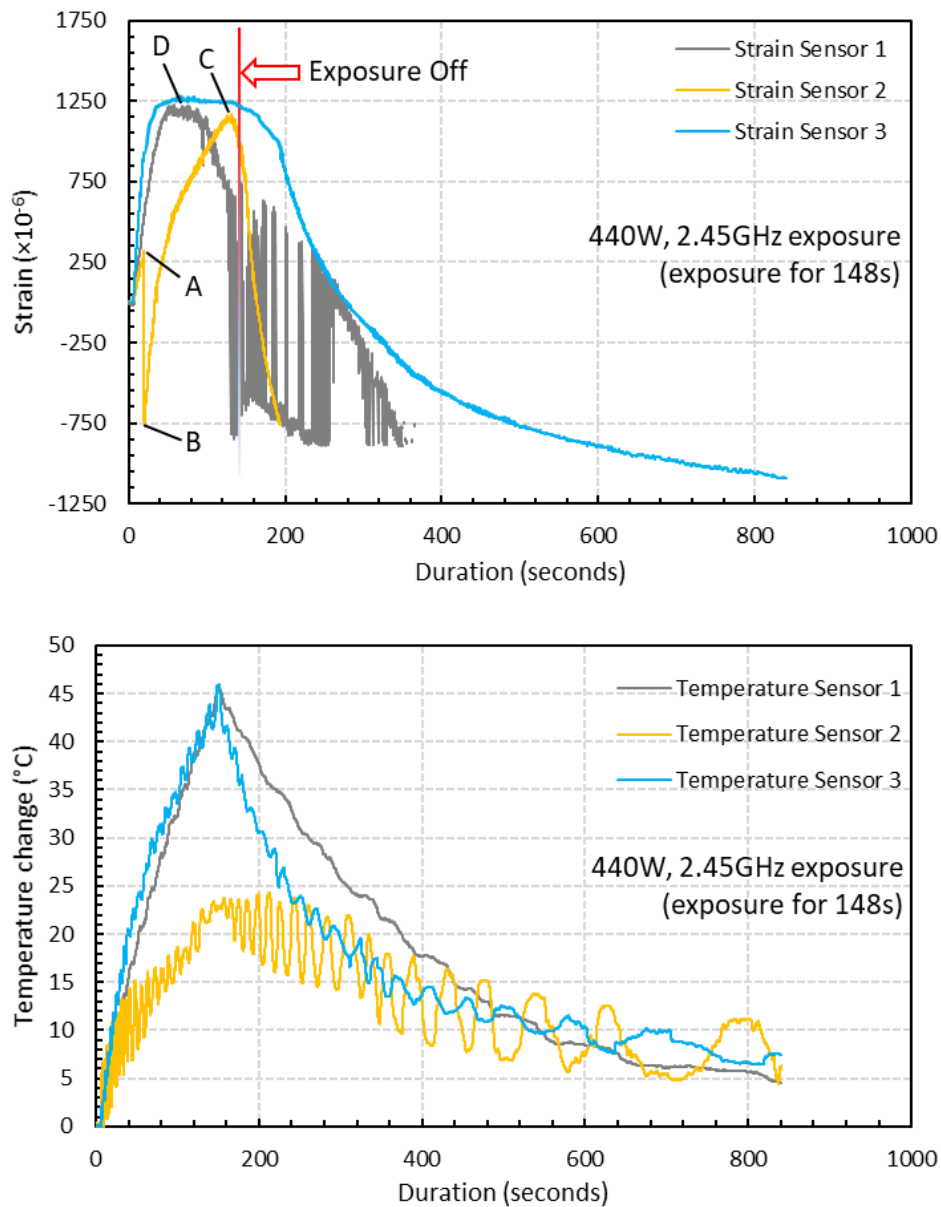 1750
1250
750
250
-250
-750
-1250
Strain (×10⁻⁶)
D
C
A
B
Exposure Off
Strain Sensor 1
Strain Sensor 2
Strain Sensor 3
440W, 2.45GHz exposure
(exposure for 148s)
0 200 400 600 800 1000
Duration (seconds)
50
45
40
35
30
25
20
15
10
5
0
Temperature change (°C)
Temperature Sensor 1
Temperature Sensor 2
Temperature Sensor 3
440W, 2.45GHz exposure
(exposure for 148s)
0 200 400 600 800 1000
Duration (seconds)